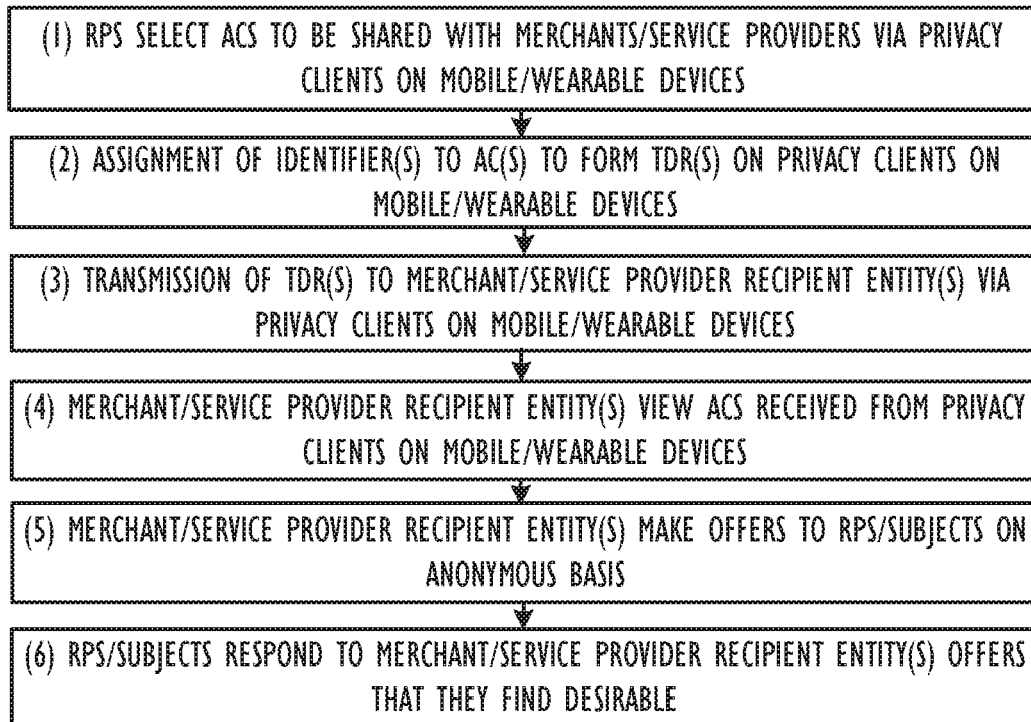 (1) RPS SELECT ACS TO BE SHARED WITH MERCHANTS/SERVICE PROVIDERS VIA PRIVACY
CLIENTS ON MOBILE/WEARABLE DEVICES
(2) ASSIGNMENT OF IDENTIFIER(S) TO AC(S) TO FORM TDR(S) ON PRIVACY CLIENTS ON
MOBILE/WEARABLE DEVICES
(3) TRANSMISSION OF TDR(S) TO MERCHANT/SERVICE PROVIDER RECIPIENT ENTITY(S) VIA
PRIVACY CLIENTS ON MOBILE/WEARABLE DEVICES
(4) MERCHANT/SERVICE PROVIDER RECIPIENT ENTITY(S) VIEW ACS RECEIVED FROM PRIVACY
CLIENTS ON MOBILE/WEARABLE DEVICES
(5) MERCHANT/SERVICE PROVIDER RECIPIENT ENTITY(S) MAKE OFFERS TO RPS/SUBJECTS ON
ANONYMOUS BASIS
(6) RPS/SUBJECTS RESPOND TO MERCHANT/SERVICE PROVIDER RECIPIENT ENTITY(S) OFFERS
THAT THEY FIND DESIRABLE